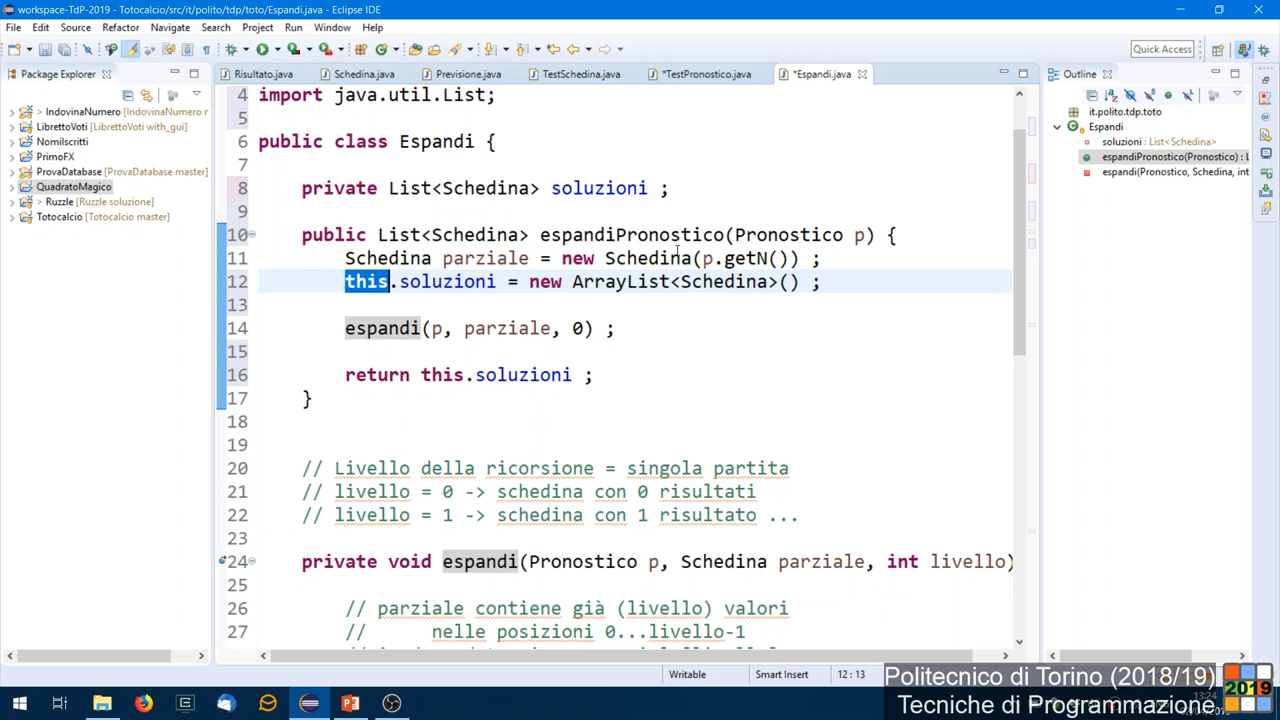 workspace-TdP-2019 - Totocalcio/src/it/polito/tdp/toto/Espandi.java - Eclipse IDE
File Edit Source Refactor Navigate Search Project Run Window Help
Quick Access
Package Explorer
Risultato.java Schedina.java Previsione.java TestSchedina.java *TestPronostico.java *Espandi.java
Outline
> IndovinaNumero [IndovinaNumero n
LibrettoVoti [LibrettoVoti with_gui]
NomiIscritti
PrimoFX
ProvaDatabase [ProvaDatabase master]
QuadratoMagico
> Ruzzle [Ruzzle soluzione]
Totocalcio [Totocalcio master]
4 import java.util.List;
5
6 public class Espandi {
7
8 private List<Schedina> soluzioni ;
9
10 public List<Schedina> espandiPronostico(Pronostico p) {
11 Schedina parziale = new Schedina(p.getN()) ;
12 this.soluzioni = new ArrayList<Schedina>() ;
13
14 espandi(p, parziale, 0) ;
15
16 return this.soluzioni ;
17 }
18
19
20 // Livello della ricorsione = singola partita
21 // livello = 0 -> schedina con 0 risultati
22 // livello = 1 -> schedina con 1 risultato ...
23
24 private void espandi(Pronostico p, Schedina parziale, int livello)
25
26 // parziale contiene già (livello) valori
27 // nelle posizioni 0...livello-1
it.polito.tdp.toto
Espandi
soluzioni : List<Schedina>
espandiPronostico(Pronostico) : L
espandi(Pronostico, Schedina, int
Writable Smart Insert 12 : 13
Politecnico di Torino (2018/19)
Tecniche di Programmazione
2019
13:24